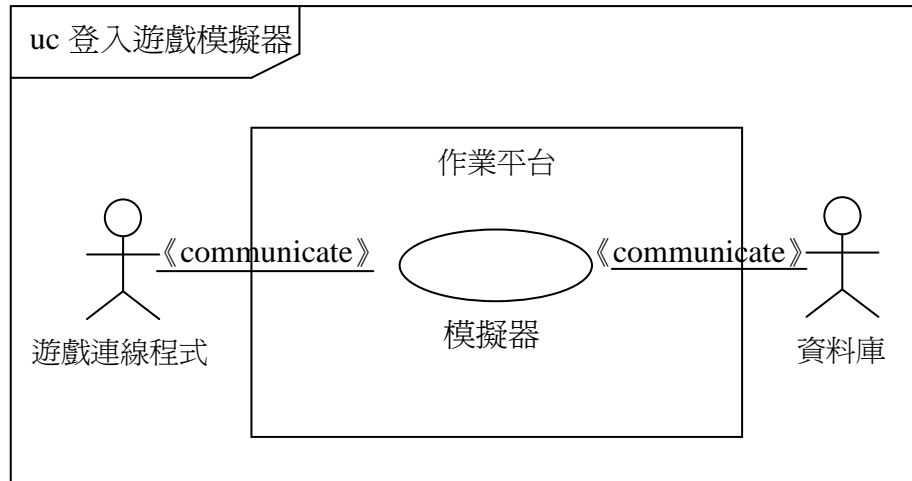 uc 登入遊戲模擬器
作業平台
《communicate》
《communicate》
模擬器
遊戲連線程式
資料庫